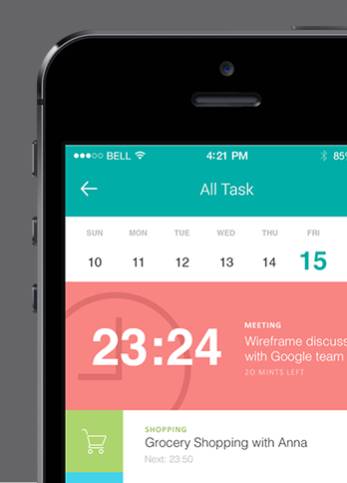 BELL 4:21 PM 85%
All Task
SUN MON TUE WED THU FRI
10 11 12 13 14 15
MEETING
23:24
Wireframe discuss
with Google team
20 MINTS LEFT
SHOPPING
Grocery Shopping with Anna
Next: 23:50